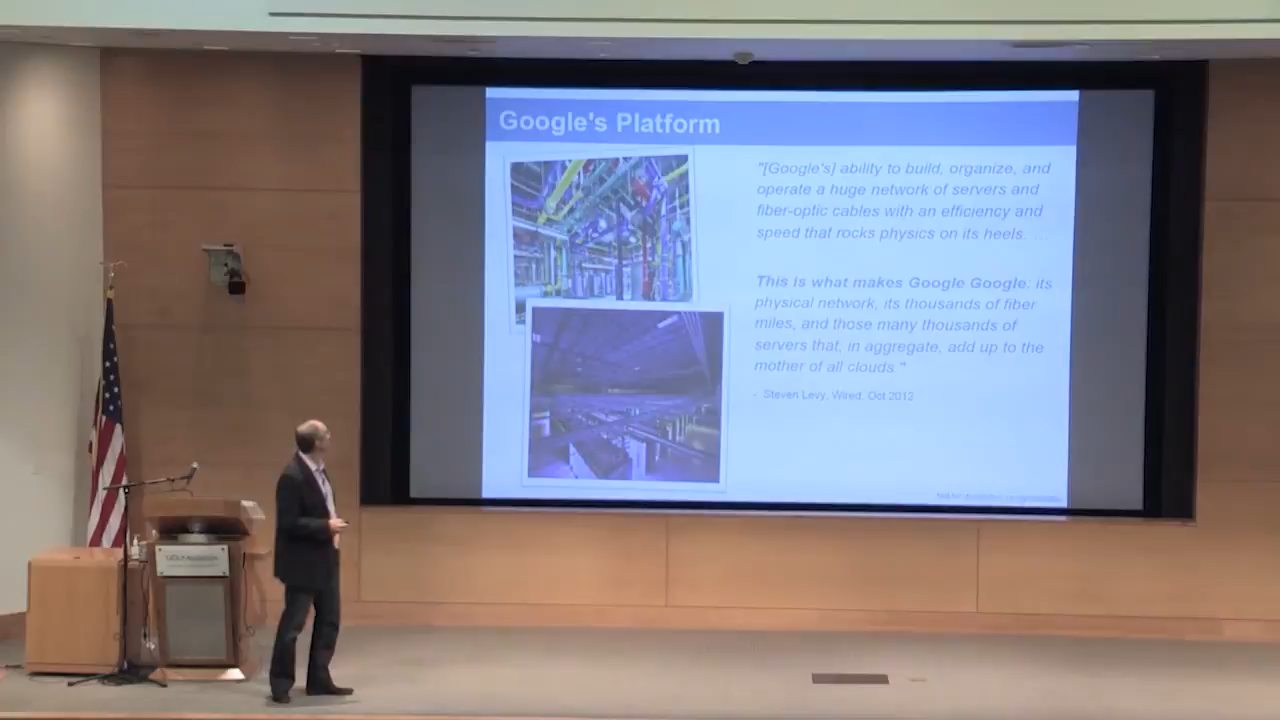 Google's Platform
"[Google's] ability to build, organize, and
operate a huge network of servers and
fiber-optic cables with an efficiency and
speed that rocks physics on its heels. ...
This is what makes Google Google: its
physical network, its thousands of fiber
miles, and those many thousands of
servers that, in aggregate, add up to the
mother of all clouds."
- Steven Levy, Wired, Oct 2012